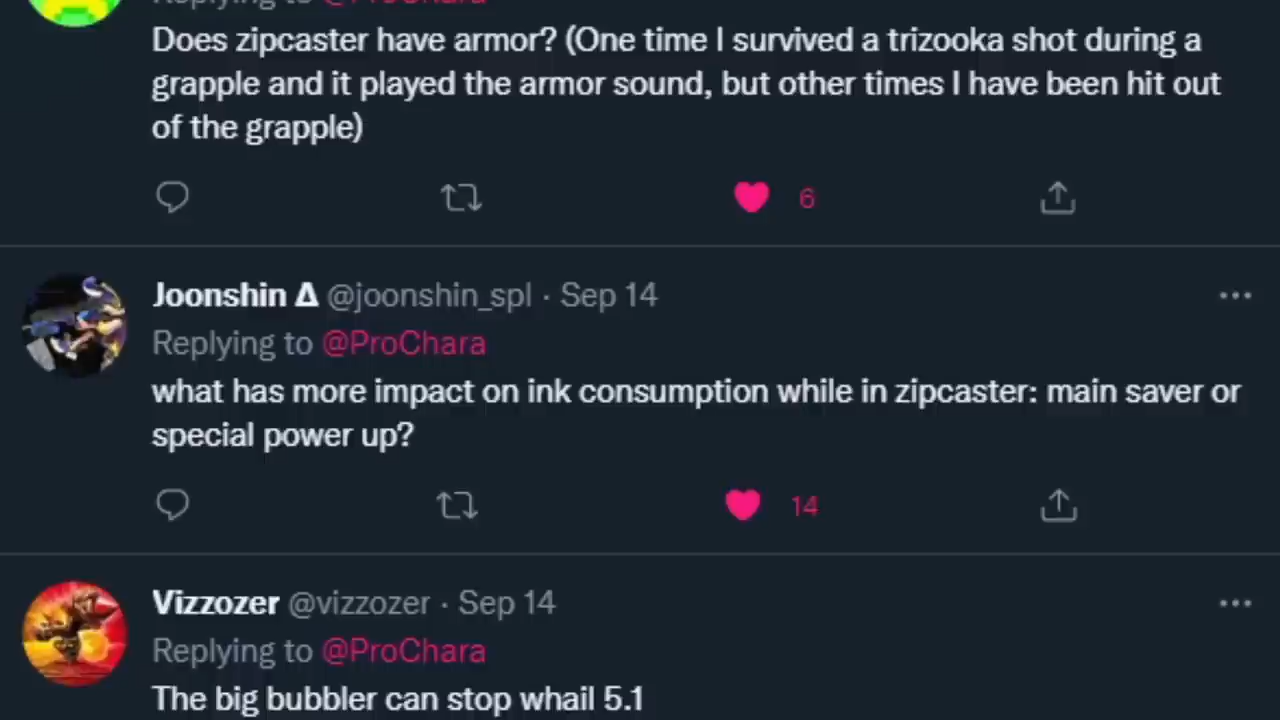 Replying to @ProChara
Does zipcaster have armor? (One time I survived a trizooka shot during a
grapple and it played the armor sound, but other times I have been hit out
of the grapple)
6
Joonshin Δ @joonshin_spl · Sep 14
Replying to @ProChara
what has more impact on ink consumption while in zipcaster: main saver or
special power up?
14
Vizzozer @vizzozer · Sep 14
Replying to @ProChara
The big bubbler can stop whail 5.1